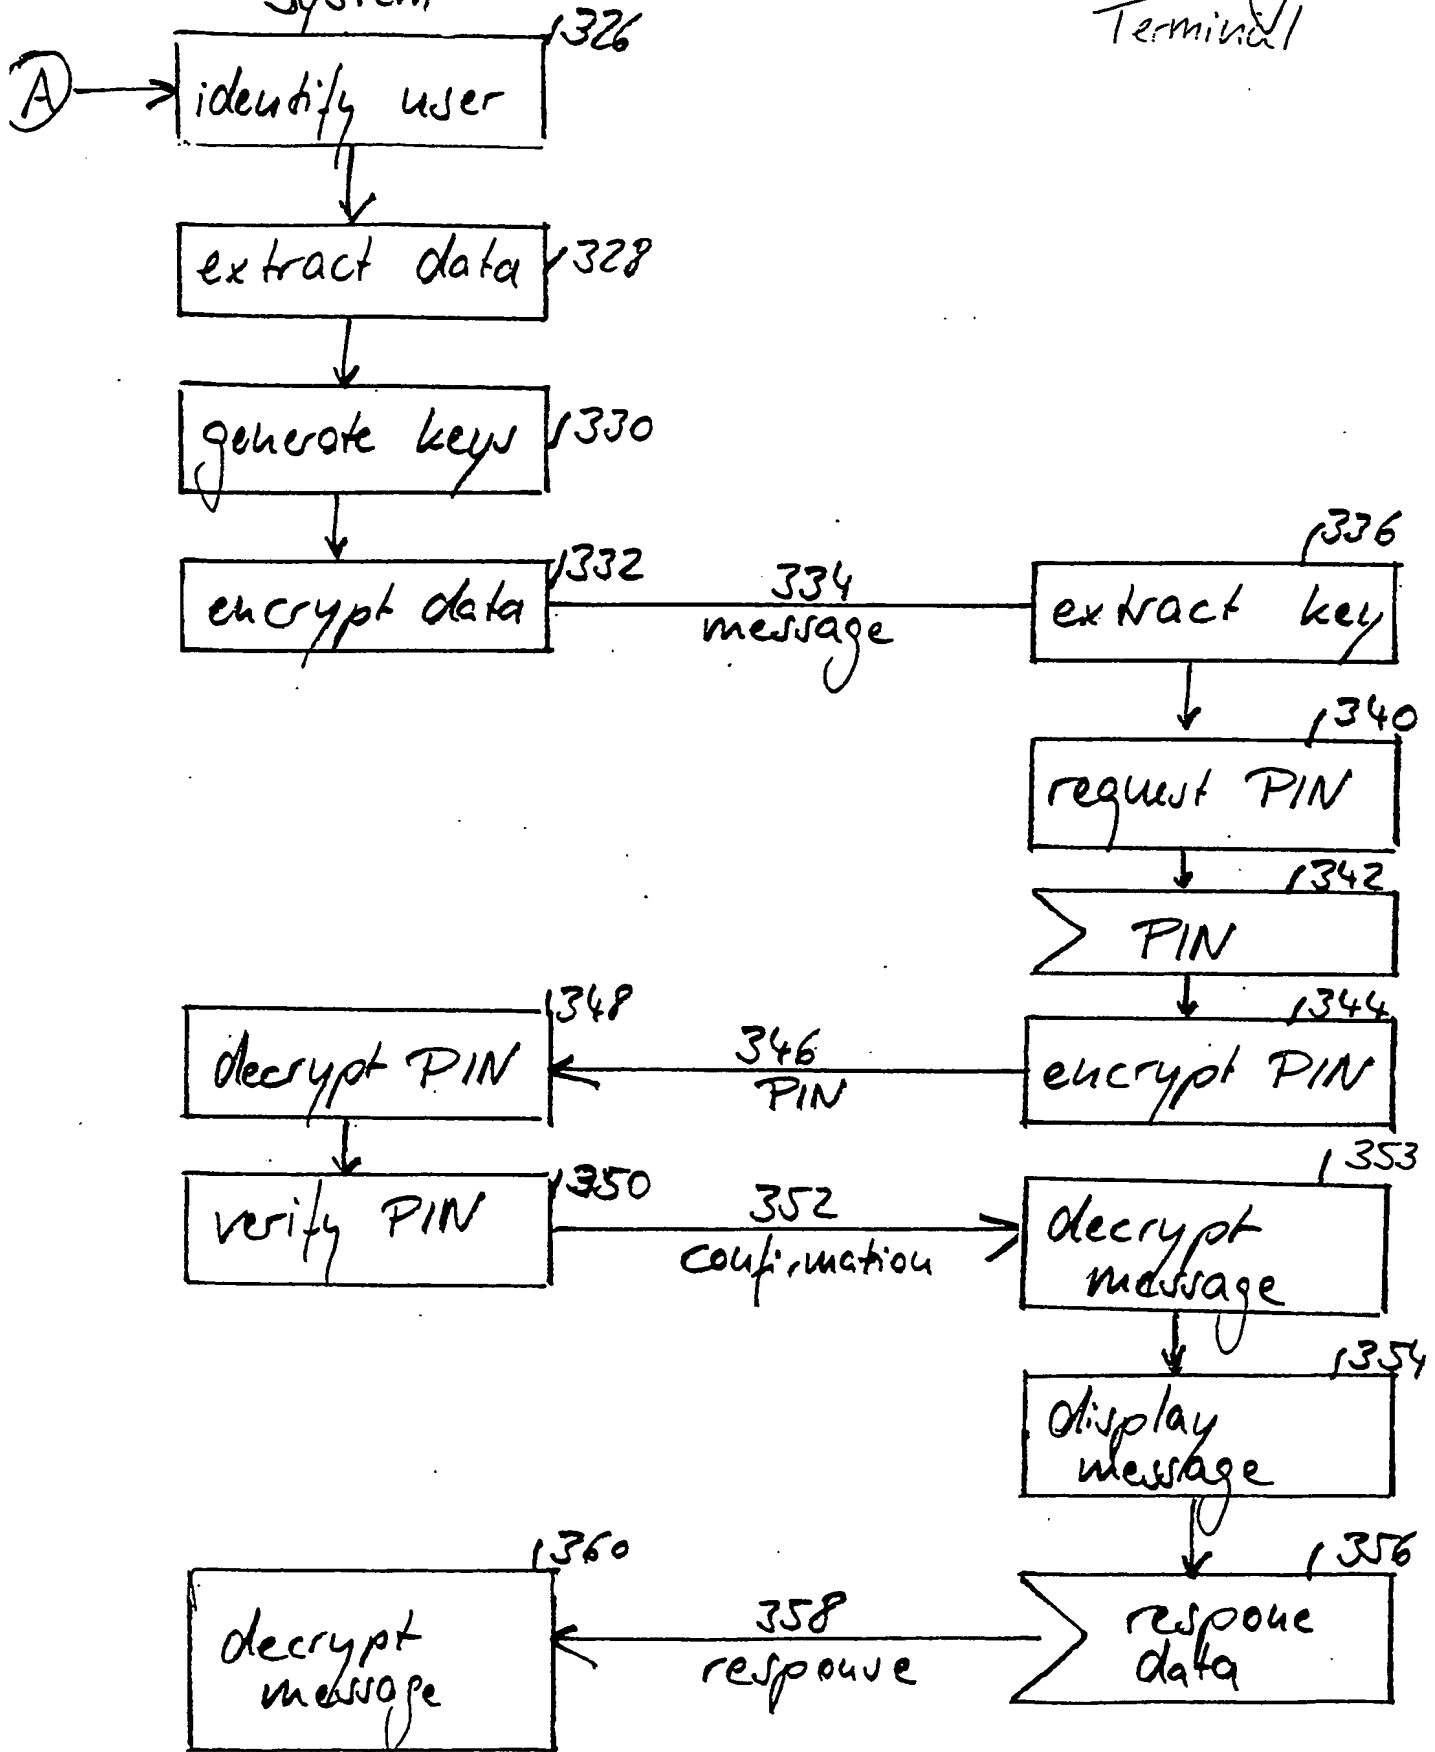 System
Terminal
326
A
identify user
extract data
328
generate keys
330
332
encrypt data
334
message
336
extract key
340
request PIN
342
PIN
344
encrypt PIN
346
PIN
348
decrypt PIN
350
verify PIN
352
confirmation
353
decrypt
message
354
display
message
356
respone
data
358
response
360
decrypt
message